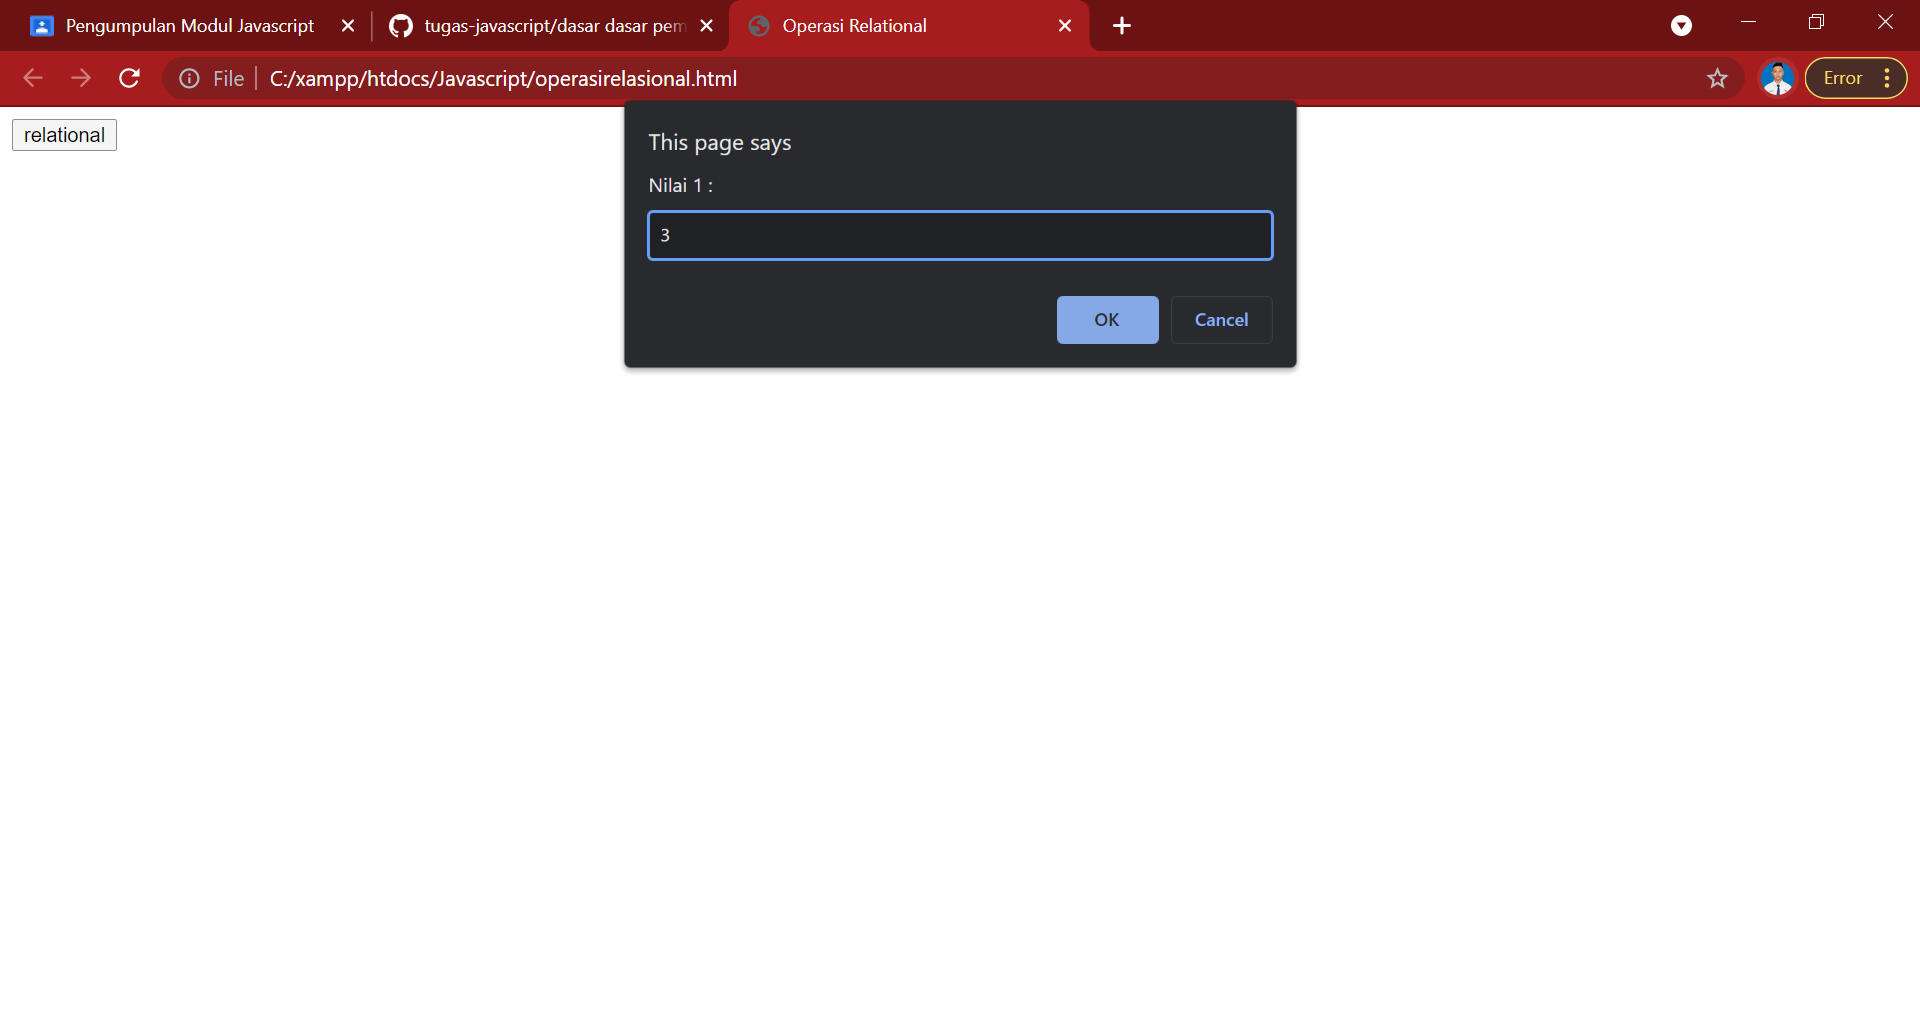 Pengumpulan Modul Javascript
tugas-javascript/dasar dasar pem
Operasi Relational
File
C:/xampp/htdocs/Javascript/operasirelasional.html
Error
relational
This page says
Nilai 1 :
3
OK
Cancel